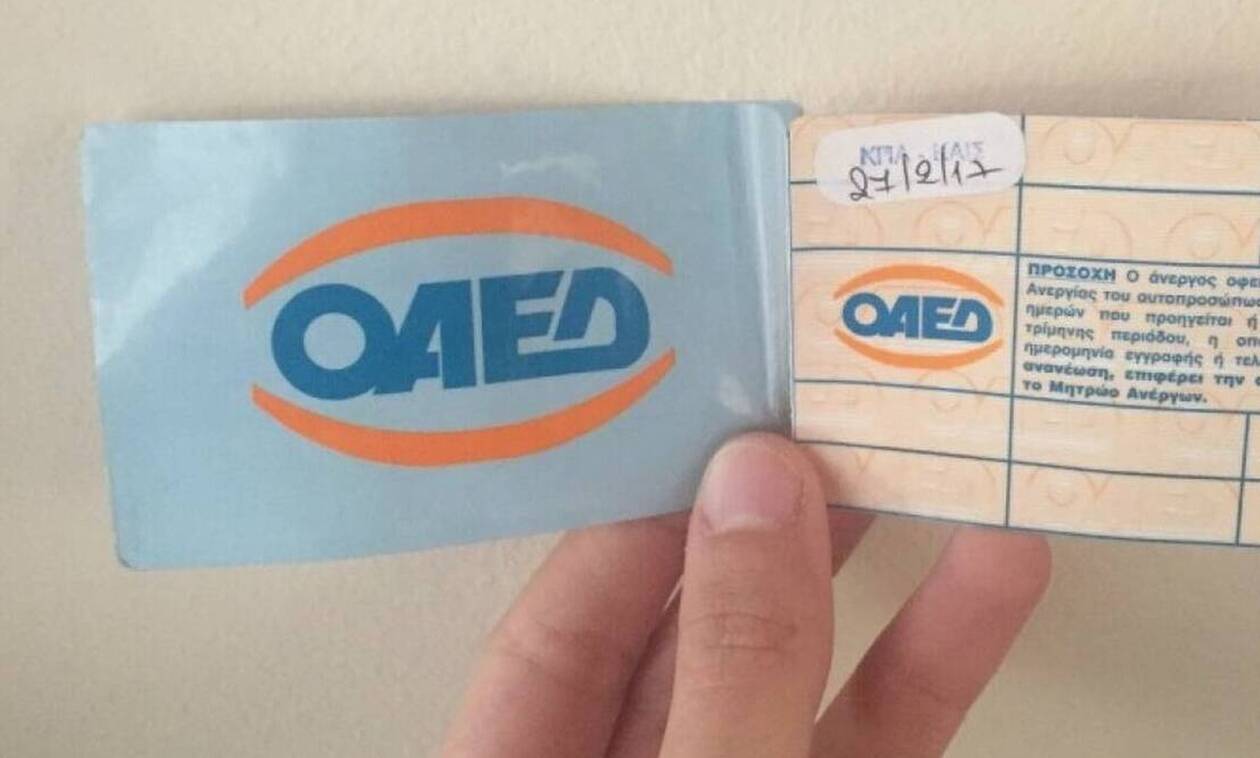 ΟΑΕΔ
27/2/17
ΟΑΕΔ
ΠΡΟΣΟΧΗ Ο άνεργος οφε
Ανεργίας του αυτοπροσώπως
ημερών που προηγείται ή
τρίμηνης περιόδου, η οπ
ημερομηνία εγγραφής ή τελ
ανανέωση, επιφέρει την
το Μητρώο Ανέργων.